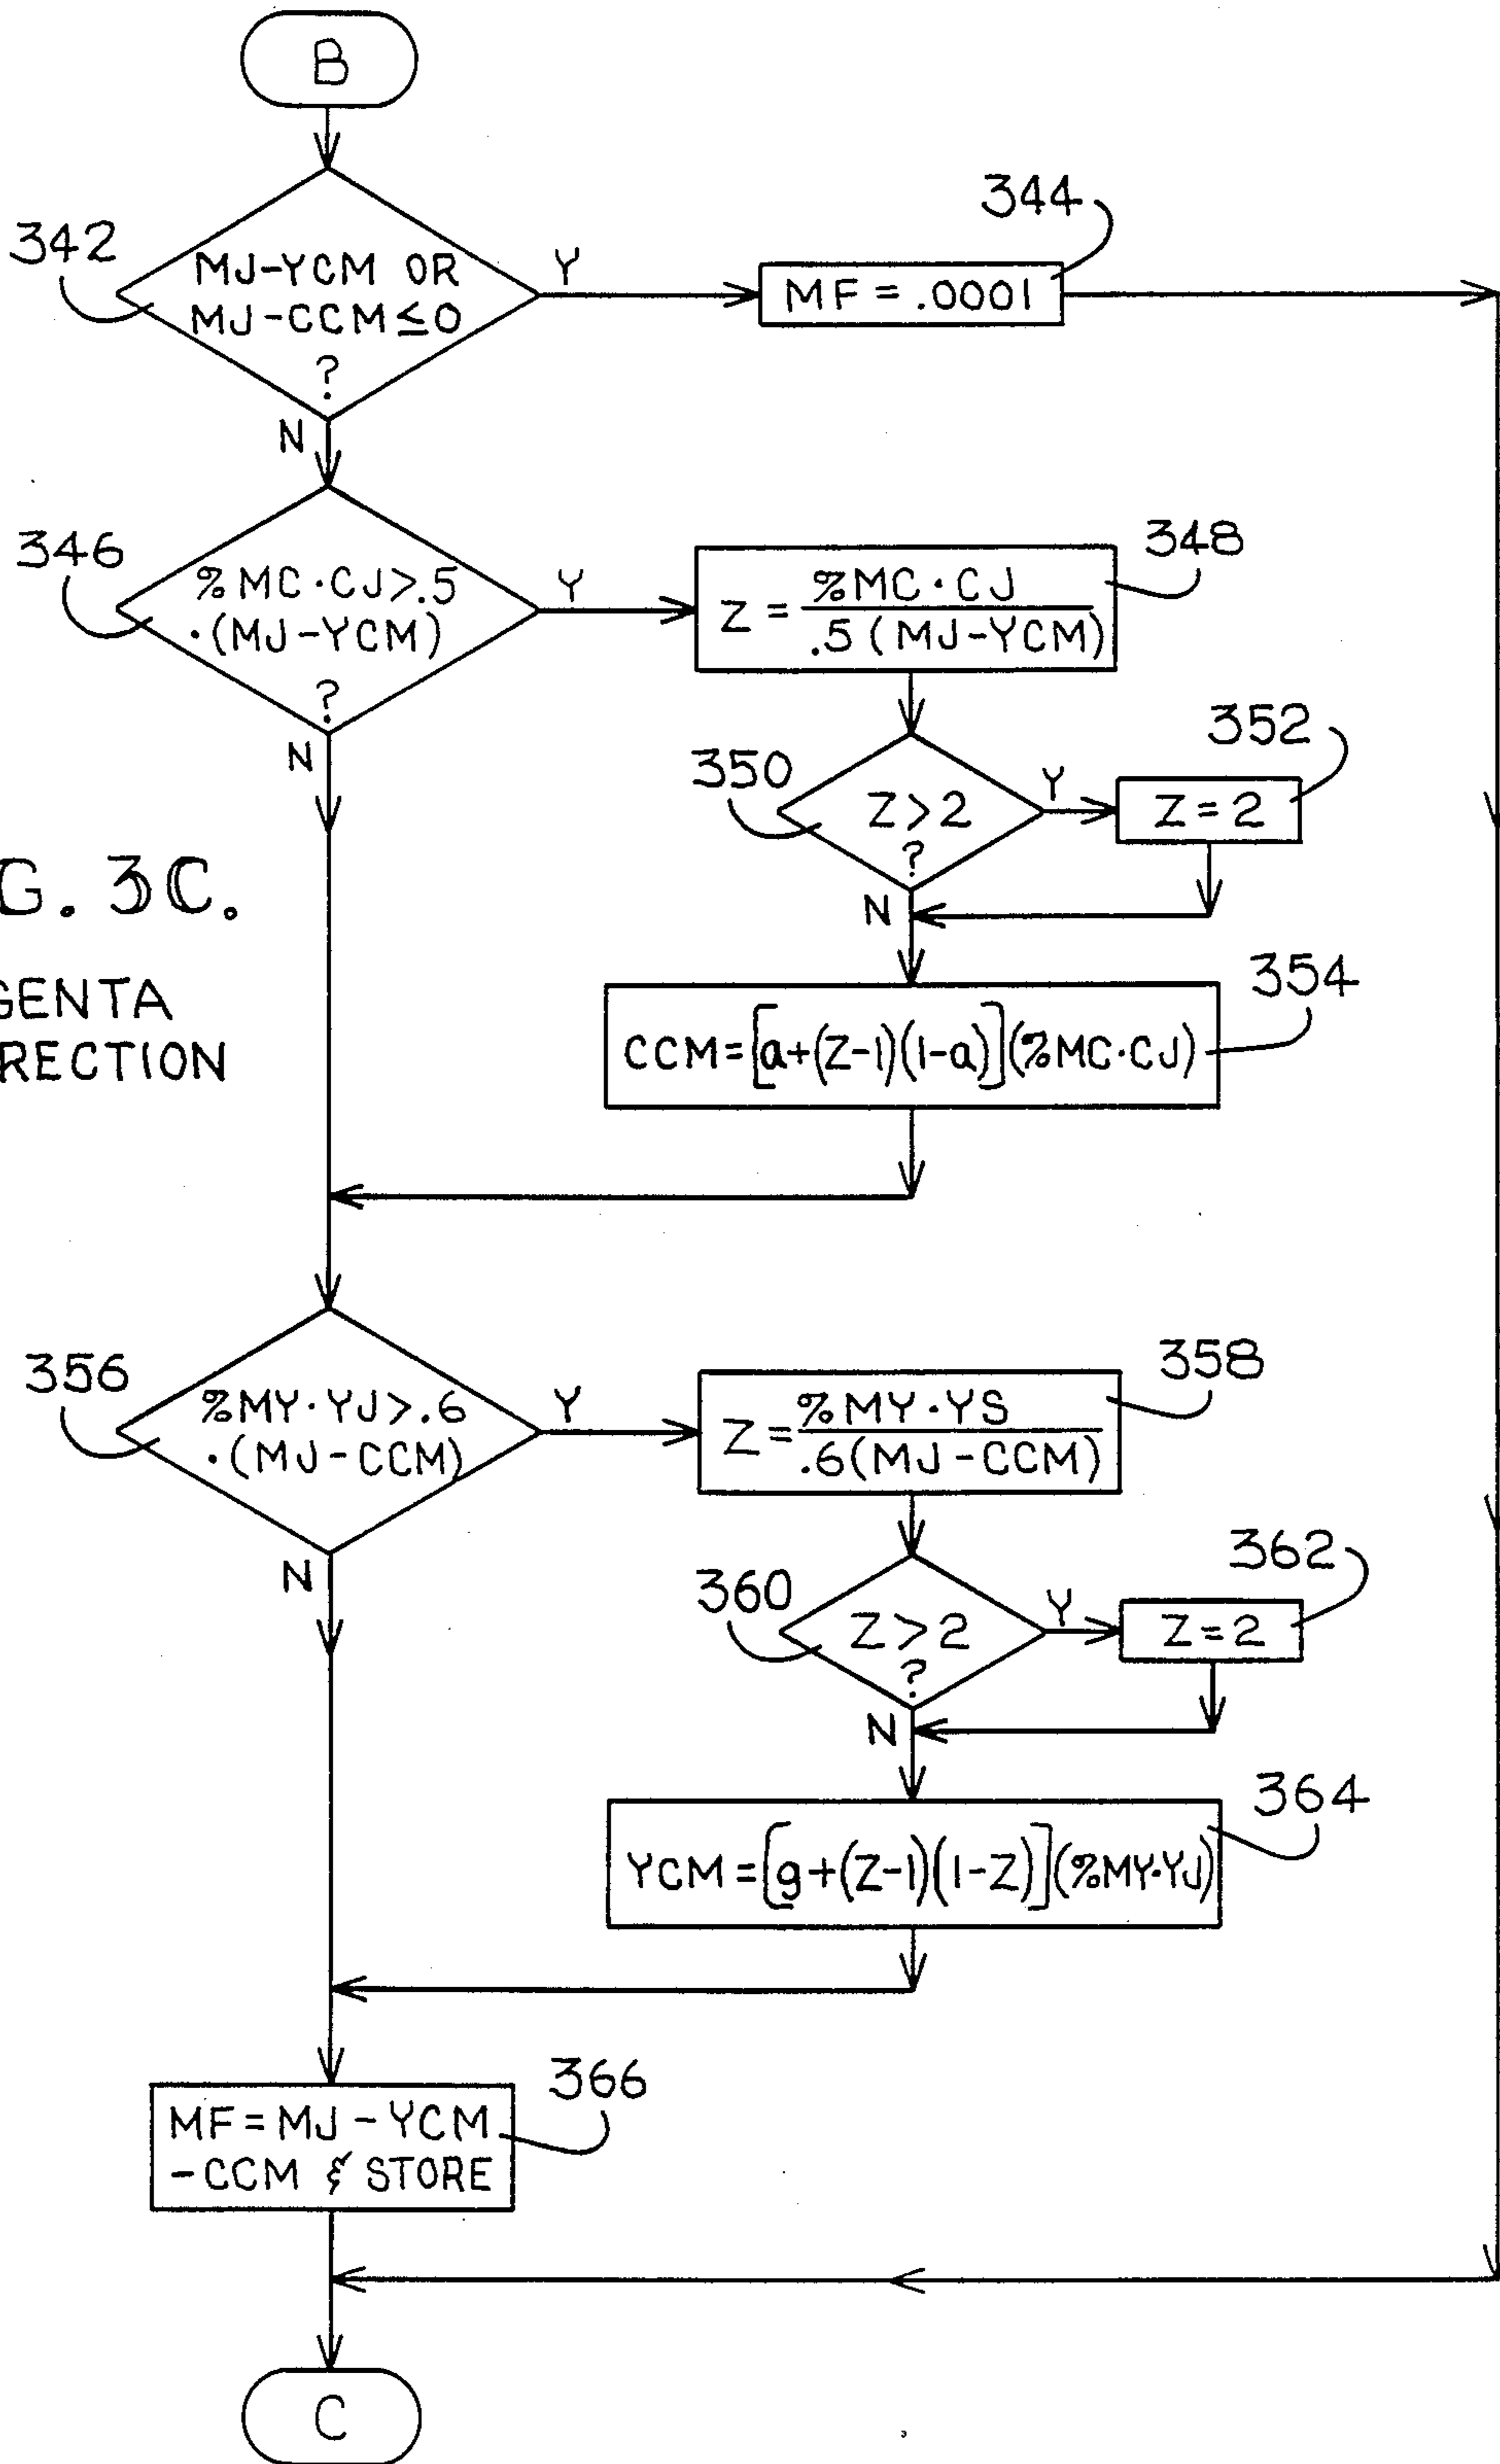 B
342
MJ-YCM OR
MJ-CCM≤0
?
Y
344
MF = .0001
N
346
%MC·CJ>.5
·(MJ-YCM)
?
Y
348
Z = %MC·CJ
.5(MJ-YCM)
N
350
Z>2
?
Y
352
Z=2
N
G. 3C.
GENTA
RRECTION
354
CCM=[a+(Z-1)(1-a)](%MC·CJ)
356
%MY·YJ>.6
·(MJ-CCM)
Y
358
Z=%MY·YS
.6(MJ-CCM)
N
360
Z>2
?
Y
362
Z=2
N
364
YCM=[g+(Z-1)(1-Z)](%MY·YJ)
366
MF=MJ-YCM
-CCM & STORE
C